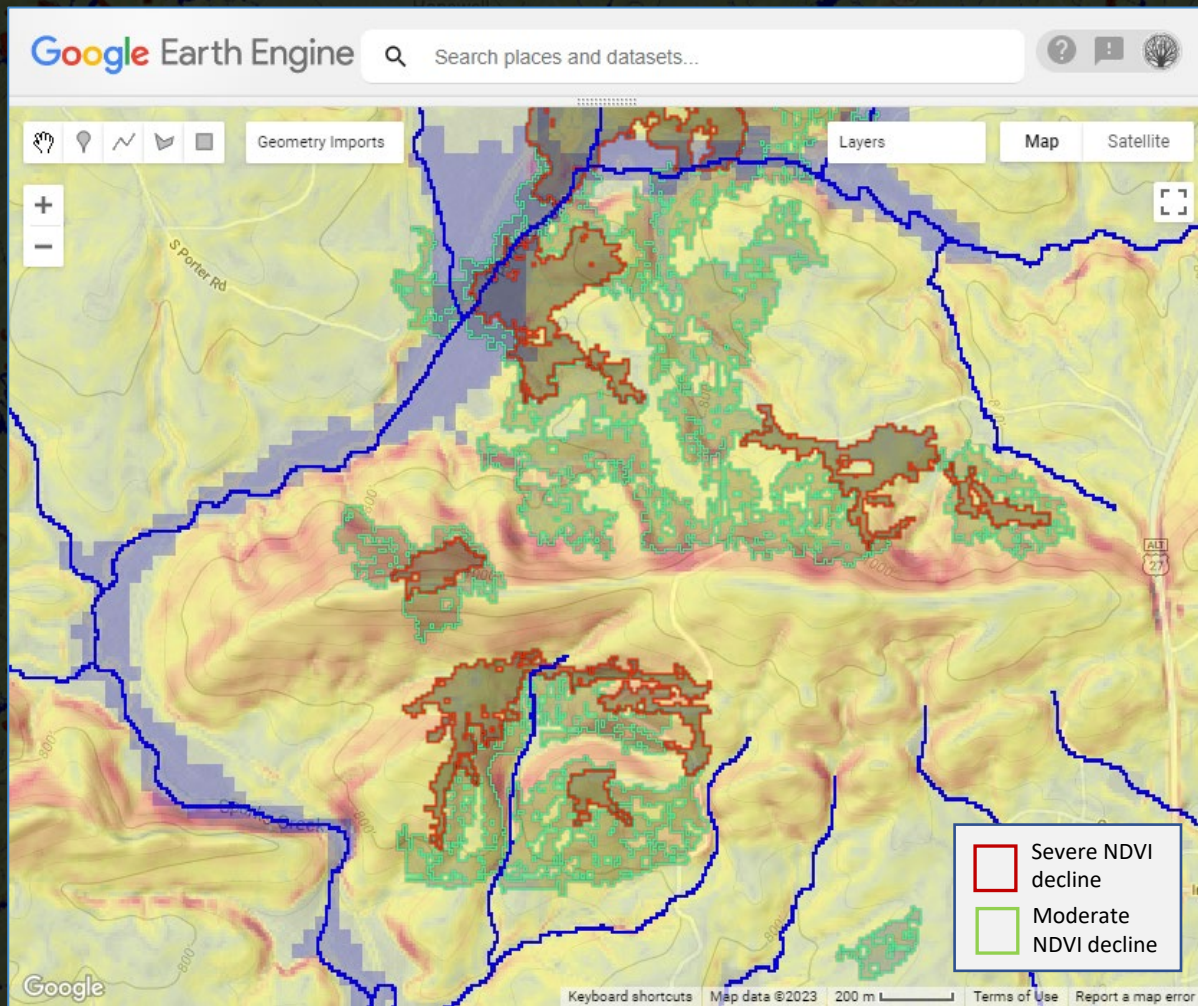 Google Earth Engine
Search places and datasets...
Geometry Imports
Layers
Map
Satellite
S Porter Rd
ALT
27
800
800
800
800
Severe NDVI
decline
Moderate
NDVI decline
Google
Keyboard shortcuts
Map data ©2023
200 m
Terms of Use
Report a map error